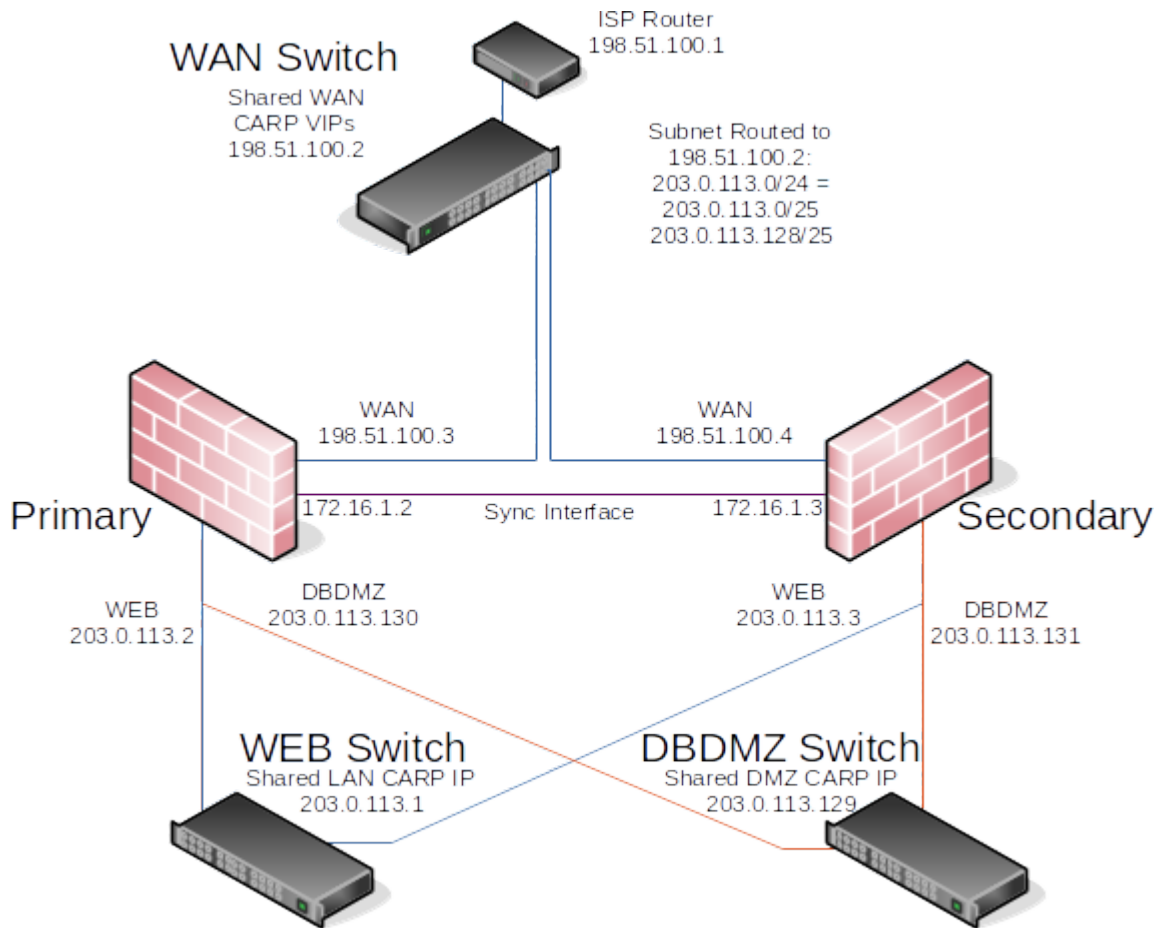 ISP Router
198.51.100.1
WAN Switch
Shared WAN
CARP VIPs
198.51.100.2
Subnet Routed to
198.51.100.2:
203.0.113.0/24 =
203.0.113.0/25
203.0.113.128/25
WAN
198.51.100.3
WAN
198.51.100.4
Primary
172.16.1.2
Sync Interface
172.16.1.3
Secondary
WEB
203.0.113.2
DBDMZ
203.0.113.130
WEB
203.0.113.3
DBDMZ
203.0.113.131
WEB Switch
Shared LAN CARP IP
203.0.113.1
DBDMZ Switch
Shared DMZ CARP IP
203.0.113.129